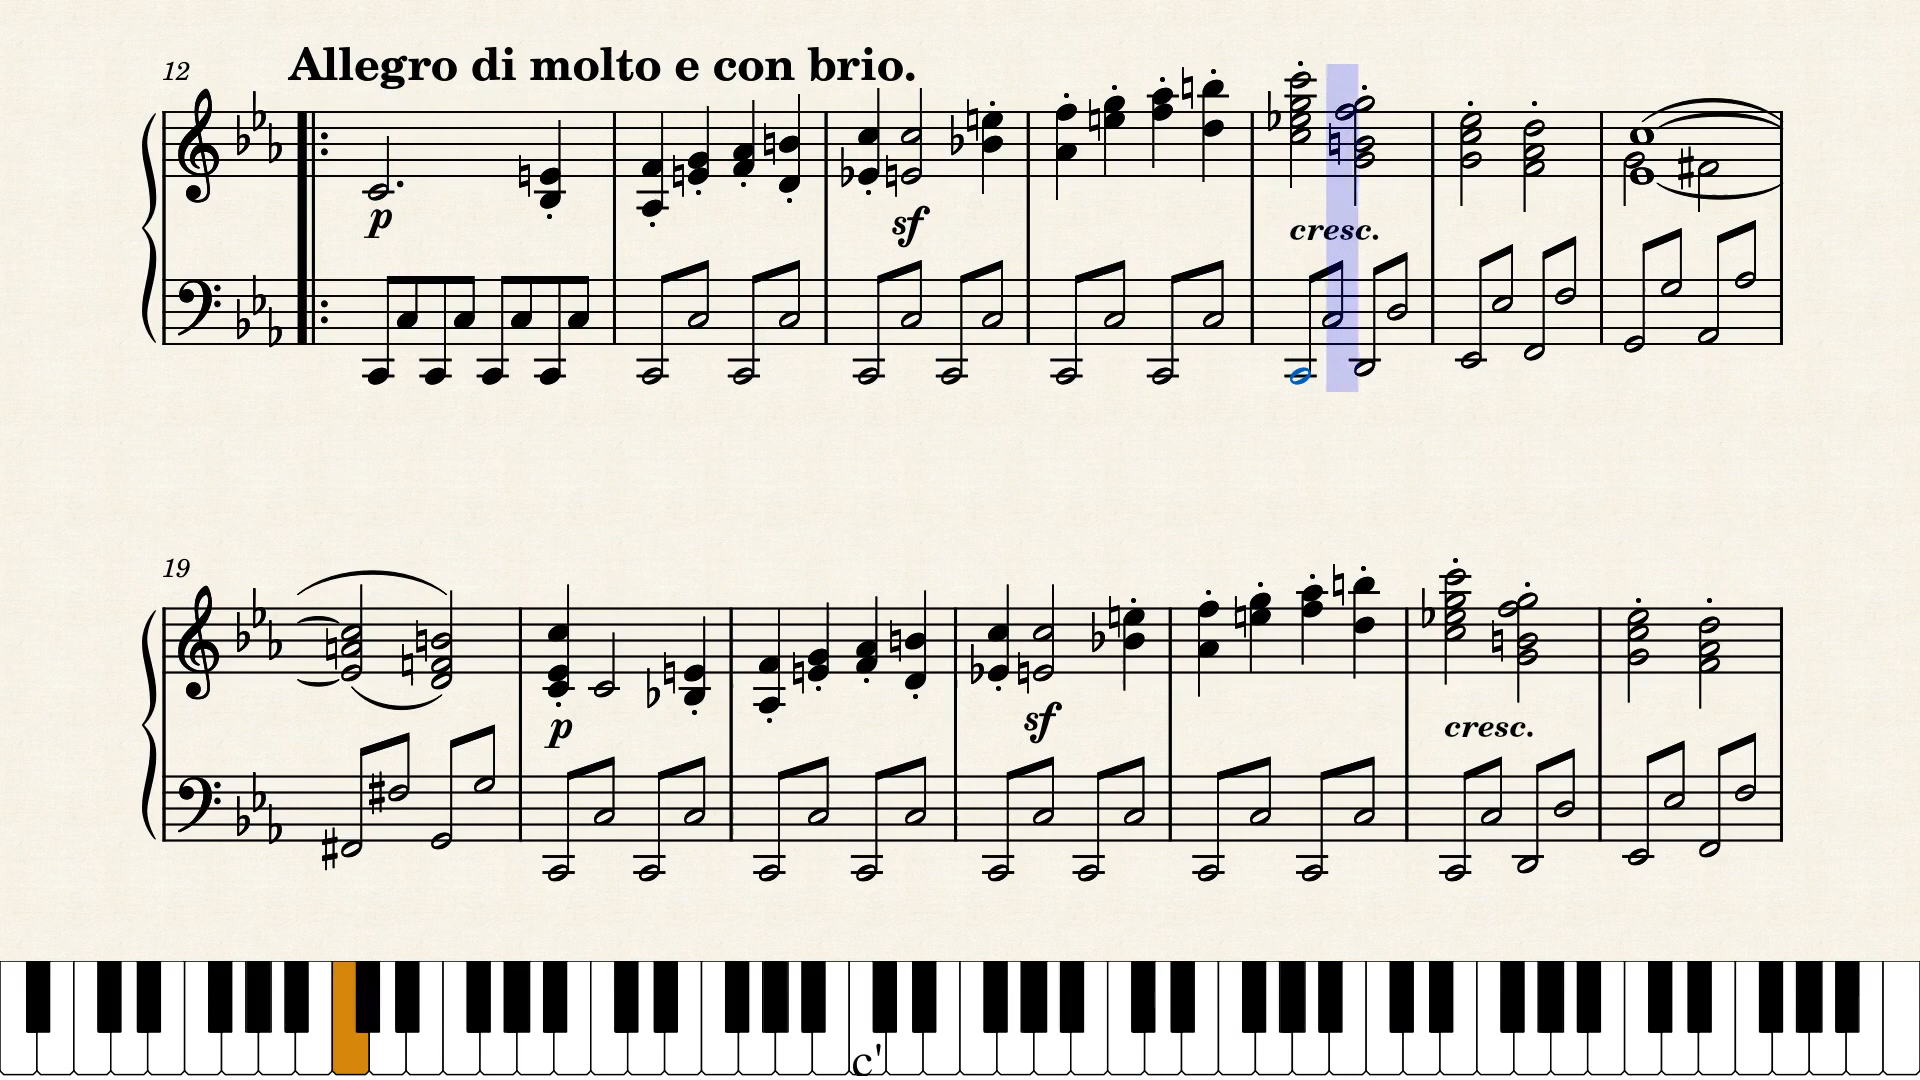 12 Allegro di molto e con brio.
p sf cresc.
19
p sf cresc.
c'